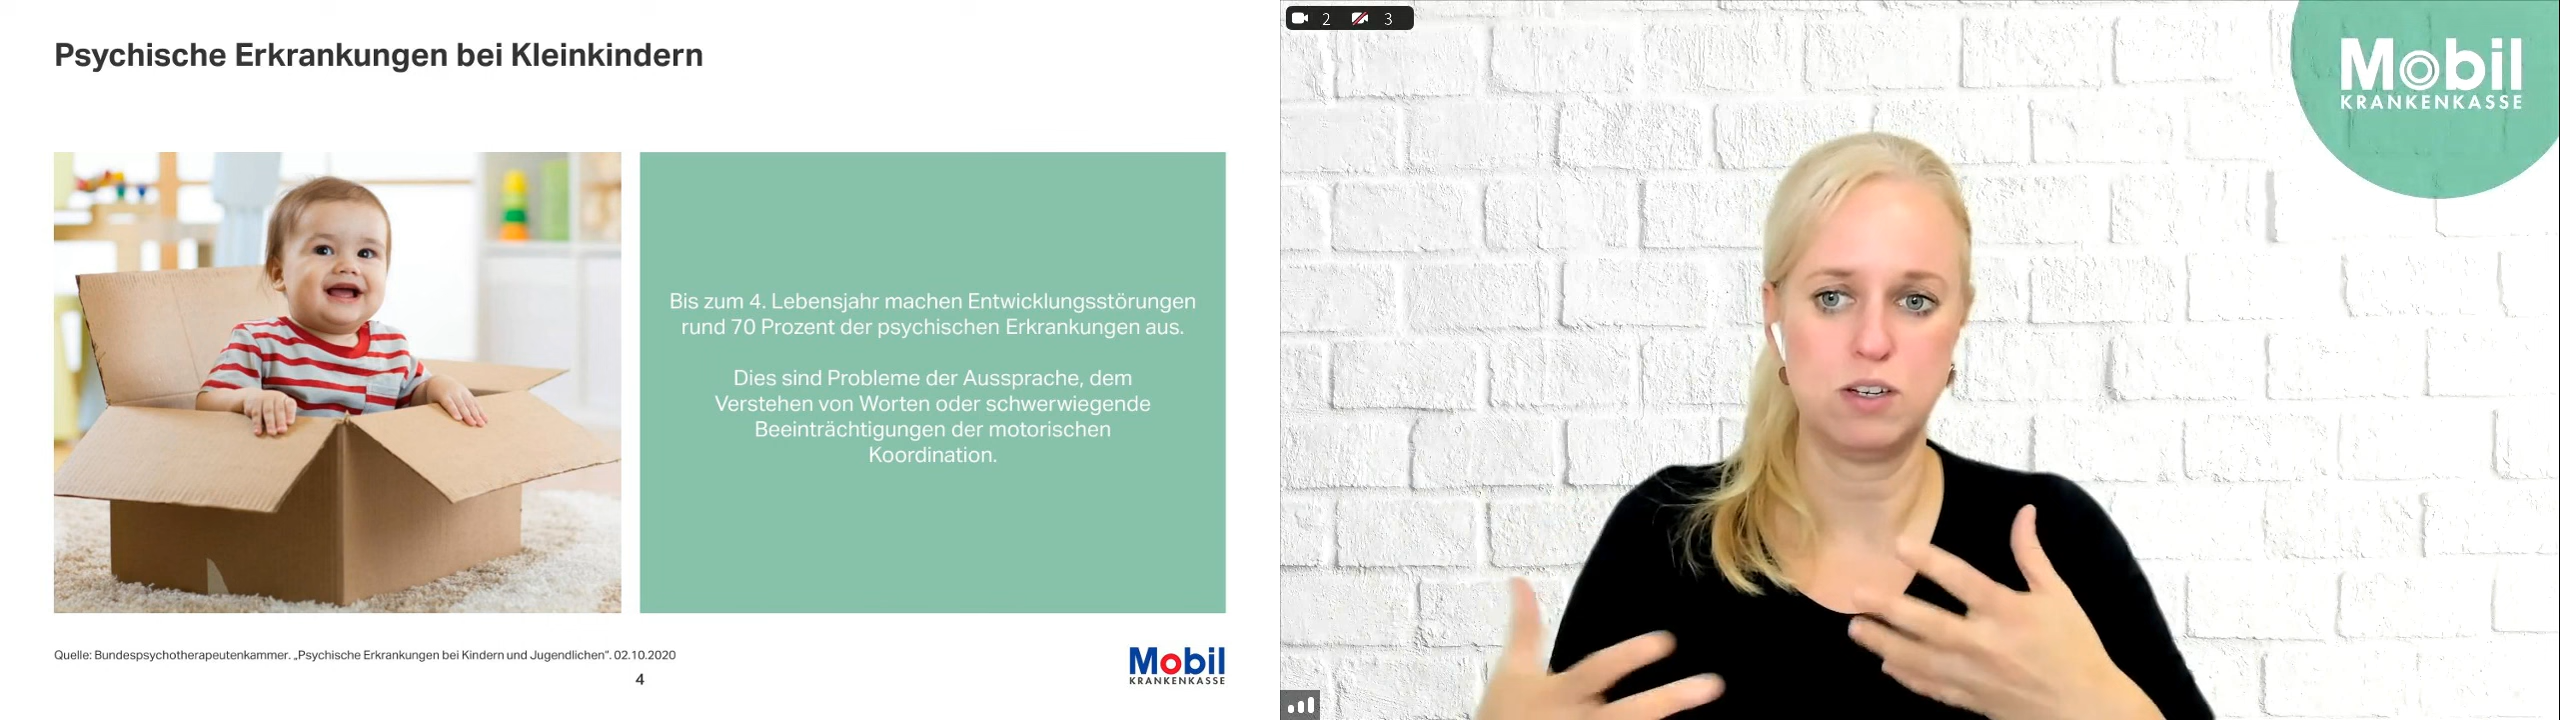 Psychische Erkrankungen bei Kleinkindern
Bis zum 4. Lebensjahr machen Entwicklungsstörungen
rund 70 Prozent der psychischen Erkrankungen aus.
Dies sind Probleme der Aussprache, dem
Verstehen von Worten oder schwerwiegende
Beeinträchtigungen der motorischen
Koordination.
Quelle: Bundespsychotherapeutenkammer. „Psychische Erkrankungen bei Kindern und Jugendlichen“. 02.10.2020
4
Mobil
KRANKENKASSE
2 3
Mobil
KRANKENKASSE